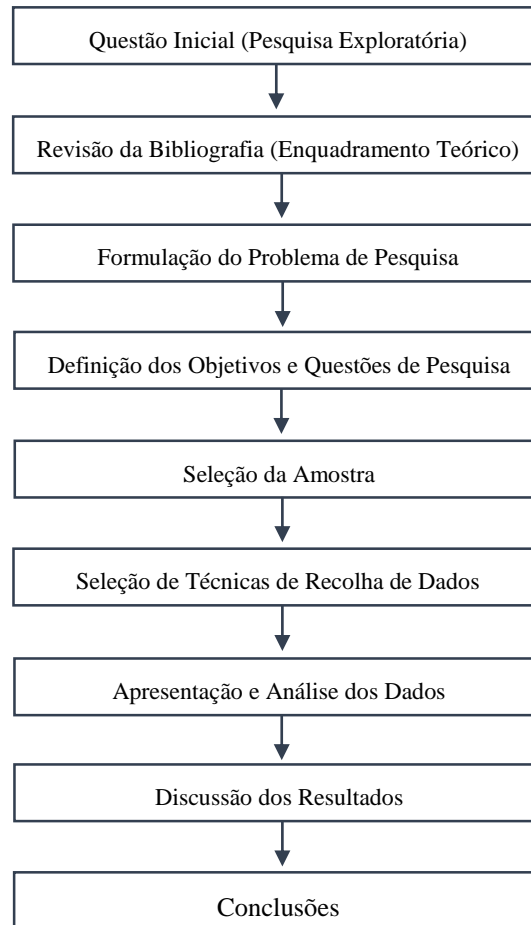 Questão Inicial (Pesquisa Exploratória)
Revisão da Bibliografia (Enquadramento Teórico)
Formulação do Problema de Pesquisa
Definição dos Objetivos e Questões de Pesquisa
Seleção da Amostra
Seleção de Técnicas de Recolha de Dados
Apresentação e Análise dos Dados
Discussão dos Resultados
Conclusões